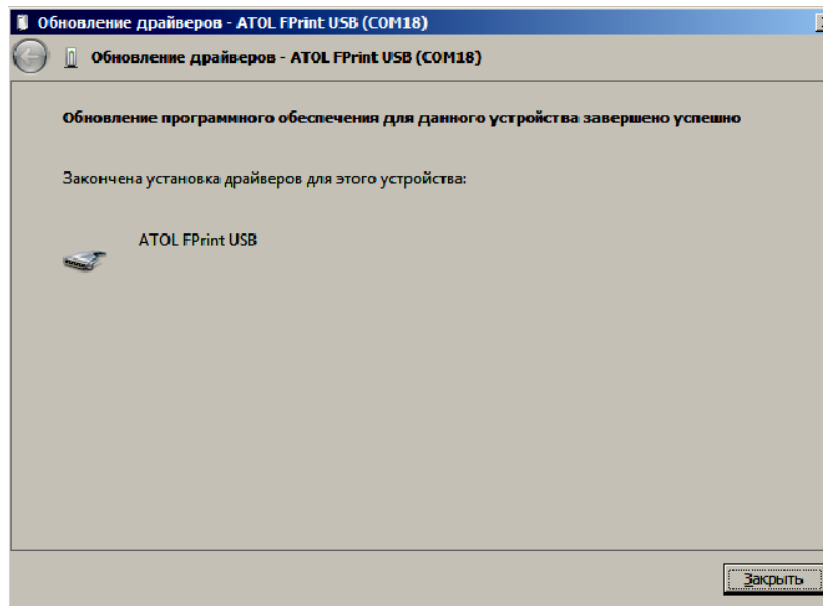 Обновление драйверов - ATOL FPrint USB (COM18)
Обновление драйверов - ATOL FPrint USB (COM18)
Обновление программного обеспечения для данного устройства завершено успешно
Закончена установка драйверов для этого устройства:
ATOL FPrint USB
Закрыть